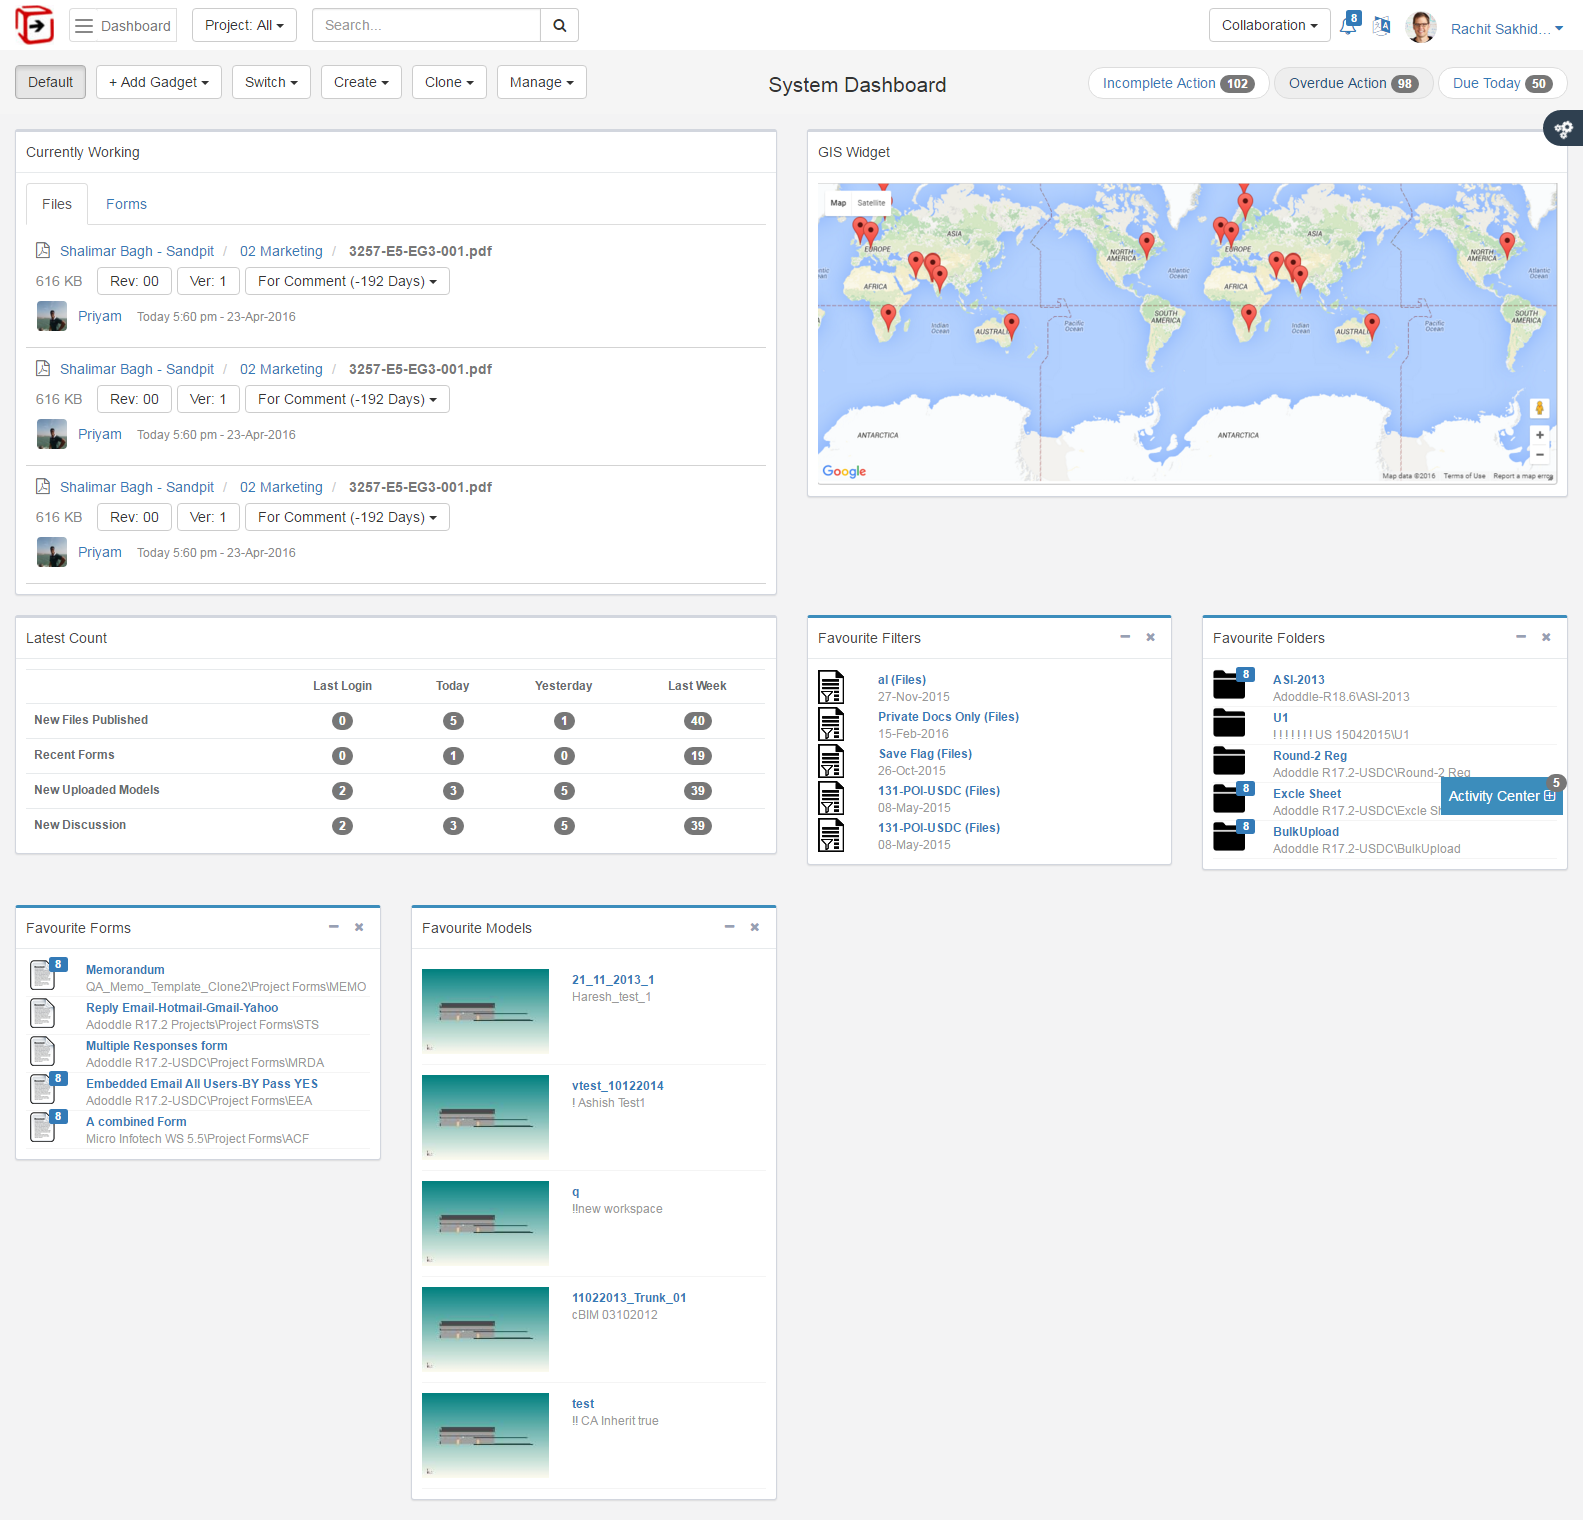 Dashboard
Project: All
Search...
Collaboration
8
Rachit Sakhid...
Default
+ Add Gadget
Switch
Create
Clone
Manage
System Dashboard
Incomplete Action 102
Overdue Action 98
Due Today 50
Currently Working
Files
Forms
Shalimar Bagh - Sandpit / 02 Marketing / 3257-E5-EG3-001.pdf
616 KB Rev: 00 Ver: 1 For Comment (-192 Days)
Priyam Today 5:60 pm - 23-Apr-2016
Shalimar Bagh - Sandpit / 02 Marketing / 3257-E5-EG3-001.pdf
616 KB Rev: 00 Ver: 1 For Comment (-192 Days)
Priyam Today 5:60 pm - 23-Apr-2016
Shalimar Bagh - Sandpit / 02 Marketing / 3257-E5-EG3-001.pdf
616 KB Rev: 00 Ver: 1 For Comment (-192 Days)
Priyam Today 5:60 pm - 23-Apr-2016
GIS Widget
Map Satellite
ASIA
EUROPE
NORTH
AMERICA
Atlantic
Ocean
AFRICA
SOUTH
AMERICA
Indian
Ocean
AUSTRALI
Pacific
Ocean
ANTARCTICA
ASIA
EUROPE
NORTH
AMERICA
Atlantic
Ocean
AFRICA
SOUTH
AMERICA
Indian
Ocean
AUSTRALI
Pacific
Ocean
ANTARCTICA
Google
Map data ©2016 Terms of Use Report a map error
Latest Count
Last Login Today Yesterday Last Week
New Files Published 0 5 1 40
Recent Forms 0 1 0 19
New Uploaded Models 2 3 5 39
New Discussion 2 3 5 39
Favourite Filters
al (Files)
27-Nov-2015
Private Docs Only (Files)
15-Feb-2016
Save Flag (Files)
26-Oct-2015
131-POI-USDC (Files)
08-May-2015
131-POI-USDC (Files)
08-May-2015
Favourite Folders
8 ASI-2013
Adoddle-R18.6\ASI-2013
U1
! ! ! ! ! ! ! US 15042015\U1
Round-2 Reg
Adoddle R17.2-USDC\Round-2 Reg
8 Excle Sheet
Adoddle R17.2-USDC\Excle Sh
8 BulkUpload
Adoddle R17.2-USDC\BulkUpload
Activity Center 5
Favourite Forms
8 Memorandum
QA_Memo_Template_Clone2\Project Forms\MEMO
Reply Email-Hotmail-Gmail-Yahoo
Adoddle R17.2 Projects\Project Forms\STS
Multiple Responses form
Adoddle R17.2-USDC\Project Forms\MRDA
8 Embedded Email All Users-BY Pass YES
Adoddle R17.2-USDC\Project Forms\EEA
8 A combined Form
Micro Infotech WS 5.5\Project Forms\ACF
Favourite Models
21_11_2013_1
Haresh_test_1
vtest_10122014
! Ashish Test1
q
!!new workspace
11022013_Trunk_01
cBIM 03102012
test
!! CA Inherit true